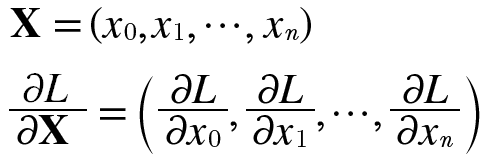 X = (x₀, x₁, ⋯, xₙ)
∂L/∂X = (∂L/∂x₀, ∂L/∂x₁, ⋯, ∂L/∂xₙ)